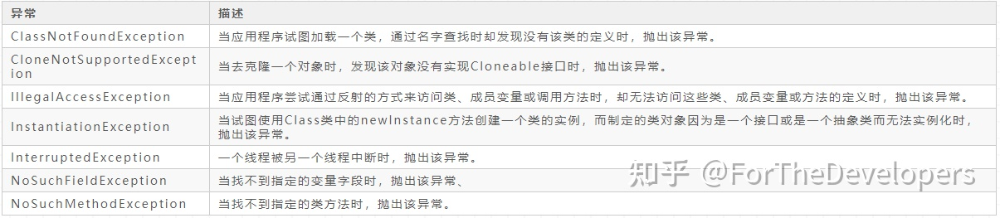 异常 描述
ClassNotFoundException 当应用程序试图加载一个类，通过名字查找时却发现没有该类的定义时，抛出该异常。
CloneNotSupportedExcept
ion 当去克隆一个对象时，发现该对象没有实现Cloneable接口时，抛出该异常。
IllegalAccessException 当应用程序尝试通过反射的方式来访问类、成员变量或调用方法时，却无法访问这些类、成员变量或方法的定义时，抛出该异常。
InstantiationException 当试图使用Class类中的newInstance方法创建一个类的实例，而制定的类对象因为是一个接口或是一个抽象类而无法实例化时，
抛出该异常。
InterruptedException 一个线程被另一个线程中断时，抛出该异常。
NoSuchFieldException 当找不到指定的变量字段时，抛出该异常、
NoSuchMethodException 当找不到指定的类方法时，抛出该异常。
知乎 @ForTheDevelopers